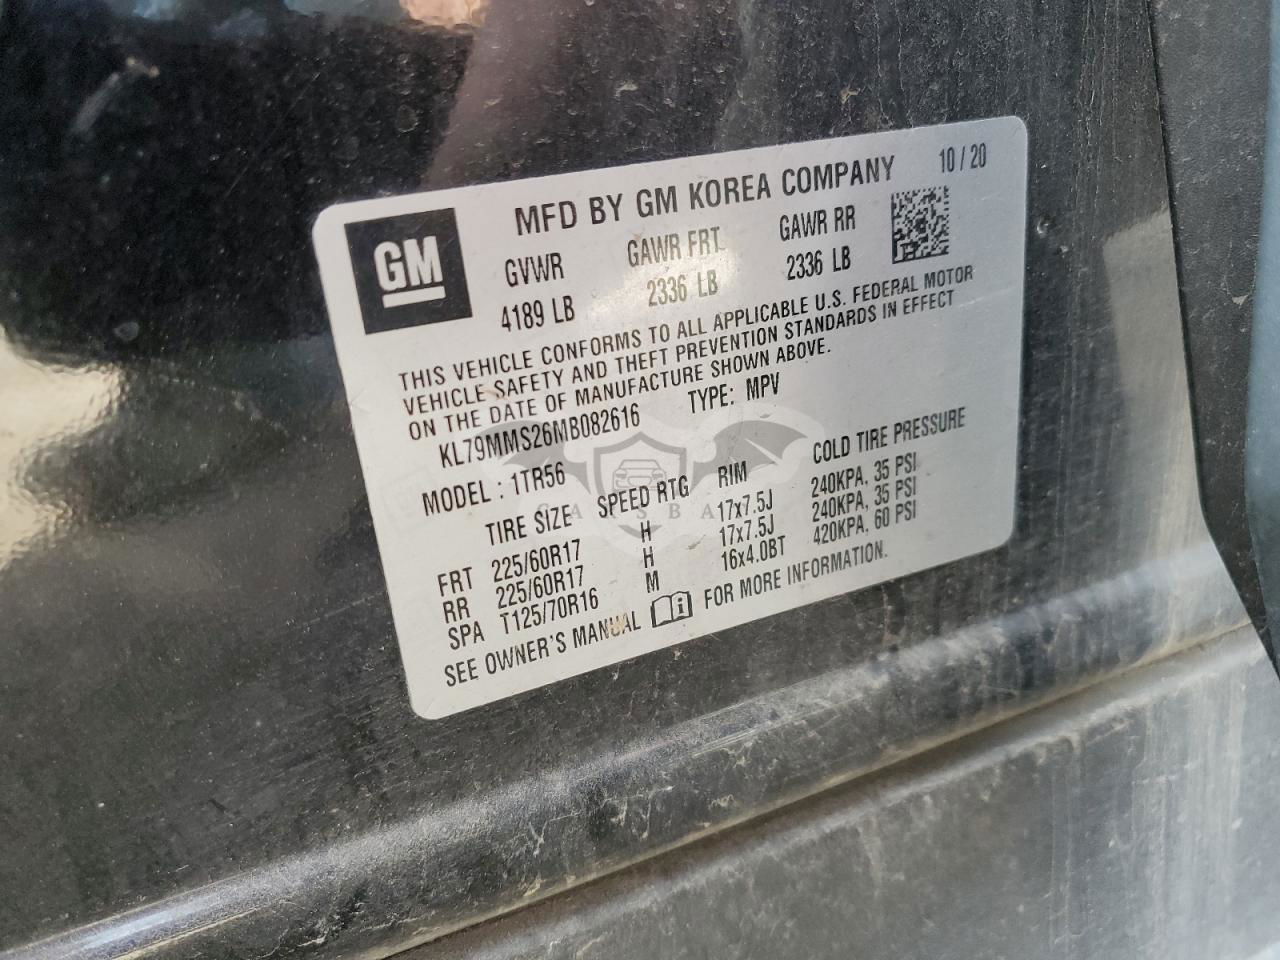 GM
MFD BY GM KOREA COMPANY 10/20
GVWR GAWR FRT GAWR RR
4189 LB 2336 LB 2336 LB
THIS VEHICLE CONFORMS TO ALL APPLICABLE U.S. FEDERAL MOTOR
VEHICLE SAFETY AND THEFT PREVENTION STANDARDS IN EFFECT
ON THE DATE OF MANUFACTURE SHOWN ABOVE.
KL79MMS26MB082616 TYPE: MPV
MODEL : 1TR56
TIRE SIZE SPEED RTG RIM COLD TIRE PRESSURE
FRT 225/60R17 H 17x7.5J 240KPA, 35 PSI
RR 225/60R17 H 17x7.5J 240KPA, 35 PSI
SPA T125/70R16 M 16x4.0BT 420KPA, 60 PSI
SEE OWNER'S MANUAL FOR MORE INFORMATION.